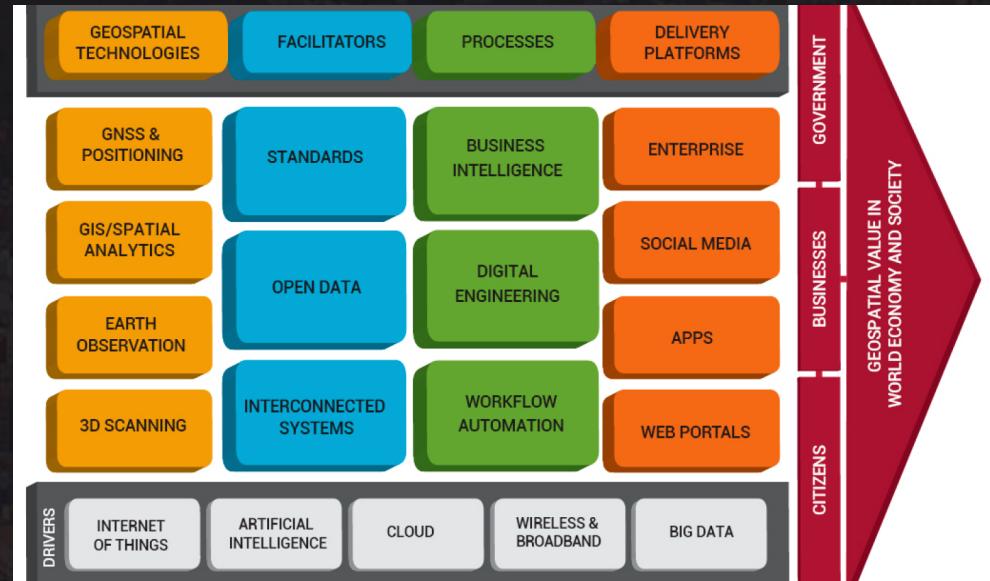 GEOSPATIAL
TECHNOLOGIES
FACILITATORS
PROCESSES
DELIVERY
PLATFORMS
GNSS &
POSITIONING
GIS/SPATIAL
ANALYTICS
EARTH
OBSERVATION
3D SCANNING
STANDARDS
OPEN DATA
INTERCONNECTED
SYSTEMS
BUSINESS
INTELLIGENCE
DIGITAL
ENGINEERING
WORKFLOW
AUTOMATION
ENTERPRISE
SOCIAL MEDIA
APPS
WEB PORTALS
DRIVERS
INTERNET
OF THINGS
ARTIFICIAL
INTELLIGENCE
CLOUD
WIRELESS &
BROADBAND
BIG DATA
GOVERNMENT
BUSINESSES
CITIZENS
GEOSPATIAL VALUE IN
WORLD ECONOMY AND SOCIETY